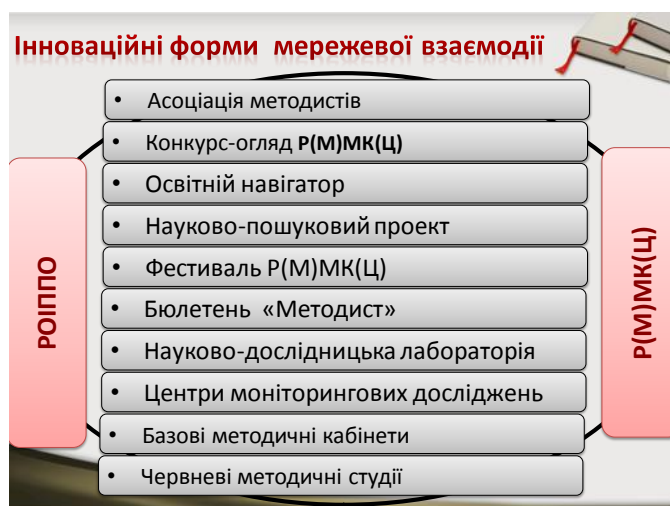 Інноваційні форми мережевої взаємодії
• Асоціація методистів
• Конкурс-огляд Р(М)МК(Ц)
• Освітній навігатор
• Науково-пошуковий проект
• Фестиваль Р(М)МК(Ц)
• Бюлетень «Методист»
• Науково-дослідницька лабораторія
• Центри моніторингових досліджень
• Базові методичні кабінети
• Червневі методичні студії
РОІППО
Р(М)МК(Ц)